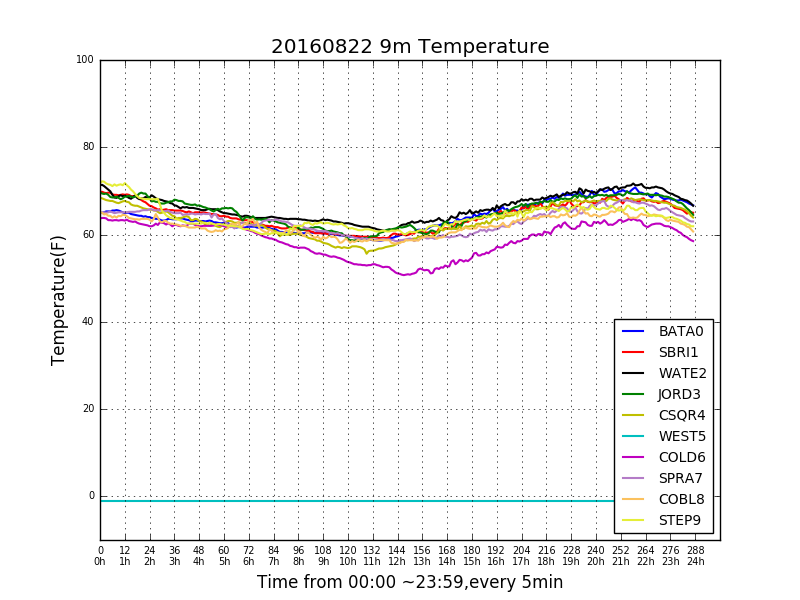 20160822 9m Temperature
Temperature(F)
100
80
60
40
20
0
BATA0
SBRI1
WATE2
JORD3
CSQR4
WEST5
COLD6
SPRA7
COBL8
STEP9
0 12 24 36 48 60 72 84 96 108 120 132 144 156 168 180 192 204 216 228 240 252 264 276 288
0h 1h 2h 3h 4h 5h 6h 7h 8h 9h 10h 11h 12h 13h 14h 15h 16h 17h 18h 19h 20h 21h 22h 23h 24h
Time from 00:00 ~23:59,every 5min